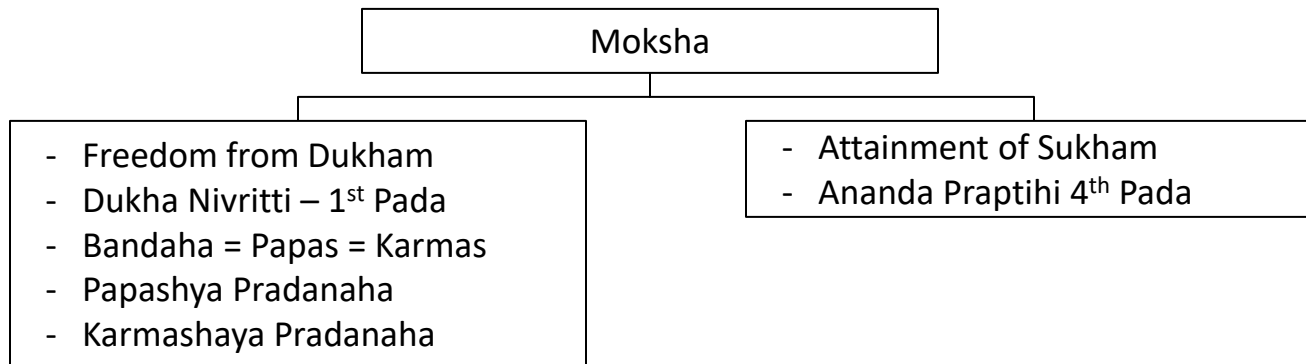 Moksha
- Freedom from Dukham
- Dukha Nivritti – 1st Pada
- Bandaha = Papas = Karmas
- Papashya Pradanaha
- Karmashaya Pradanaha
- Attainment of Sukham
- Ananda Praptihi 4th Pada